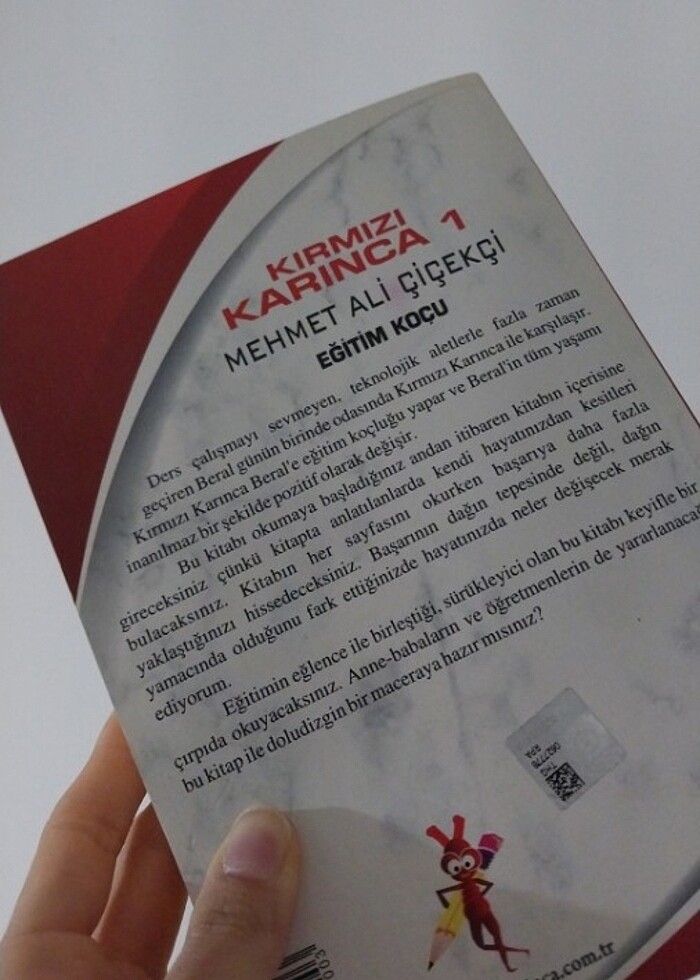 KIRMIZI
KARINCA 1
MEHMET ALİ ÇİÇEKÇİ
EĞİTİM KOÇU
Ders çalışmayı sevmeyen, teknolojik aletlerle fazla zaman
geçiren Beral günün birinde odasında Kırmızı Karınca ile karşılaşır.
Kırmızı Karınca Beral'e eğitim koçluğu yapar ve Beral'in tüm yaşamı
inanılmaz bir şekilde pozitif olarak değişir.
Bu kitabı okumaya başladığınız andan itibaren kitabın içerisine
gireceksiniz çünkü kitapta anlatılanlarda kendi hayatınızdan kesitleri
bulacaksınız. Kitabın her sayfasını okurken başarıya daha fazla
yaklaştığınızı hissedeceksiniz. Başarının dağın tepesinde değil, dağın
yamacında olduğunu fark ettiğinizde hayatınızda neler değişecek merak
ediyorum.
Eğitimin eğlence ile birleştiği, sürükleyici olan bu kitabı keyifle bir
çırpıda okuyacaksınız. Anne-babaların ve öğretmenlerin de yararlanacağı
bu kitap ile doludizgin bir maceraya hazır mısınız?